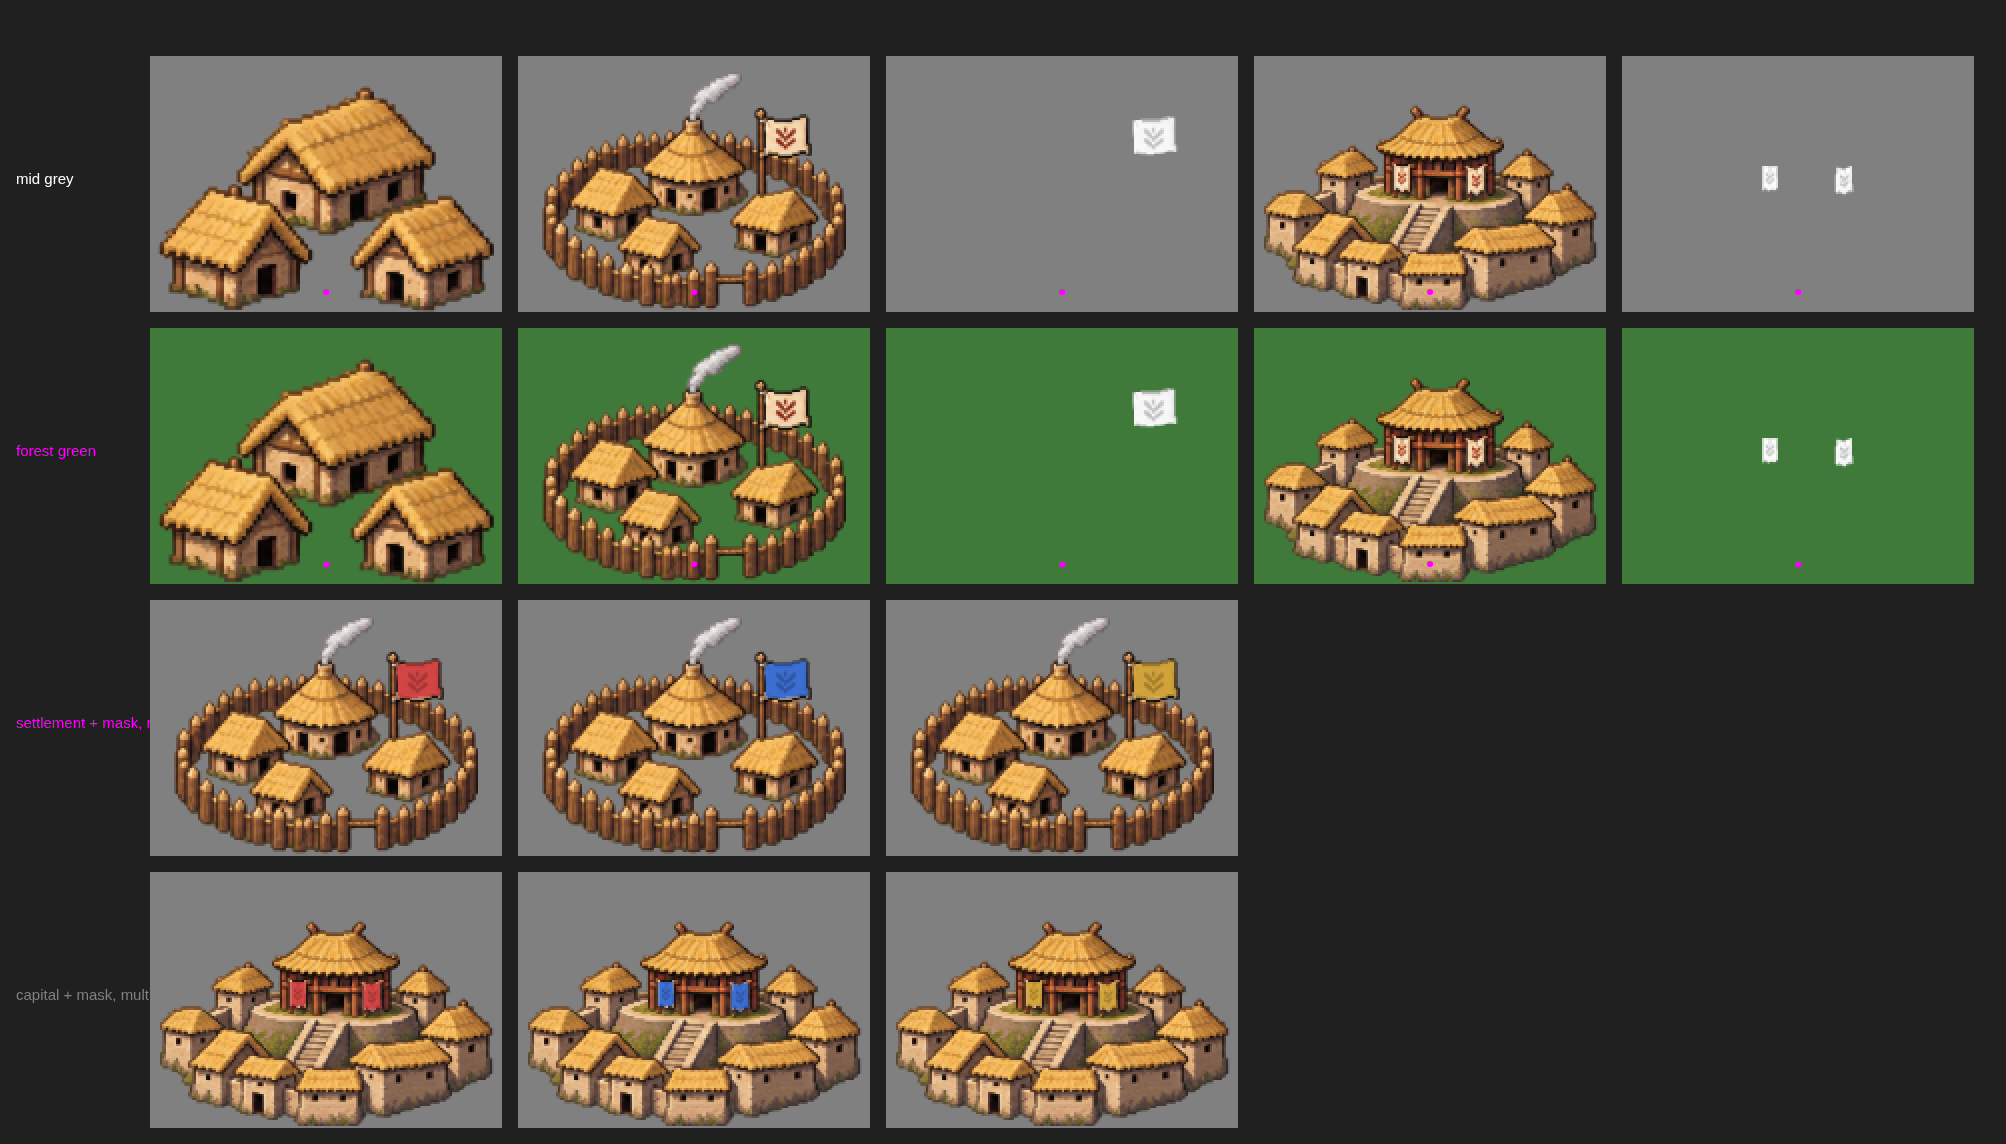 mid grey
forest green
settlement + mask,
capital + mask, mult